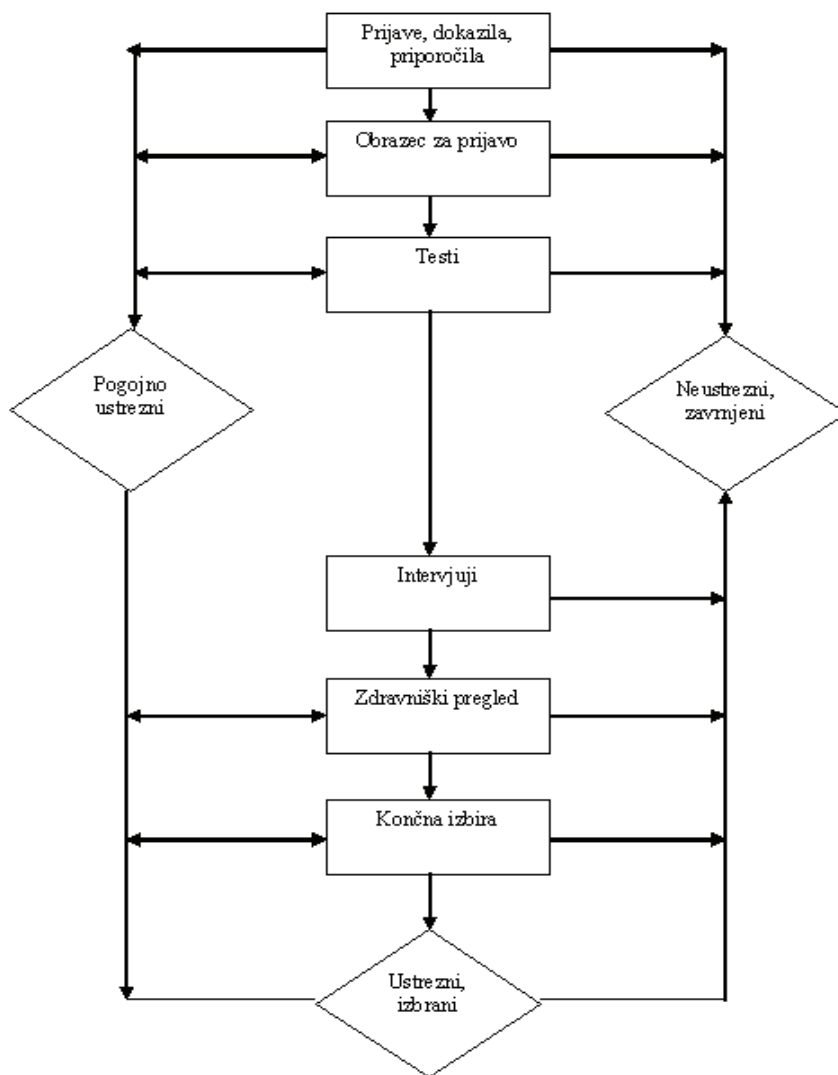 Prijave, dokazila,
priporočila
Obrazec za prijavo
Testi
Pogojno
ustrezni
Neustrezni,
zavrnjeni
Intervjuji
Zdravniški pregled
Končna izbira
Ustrezni,
izbrani